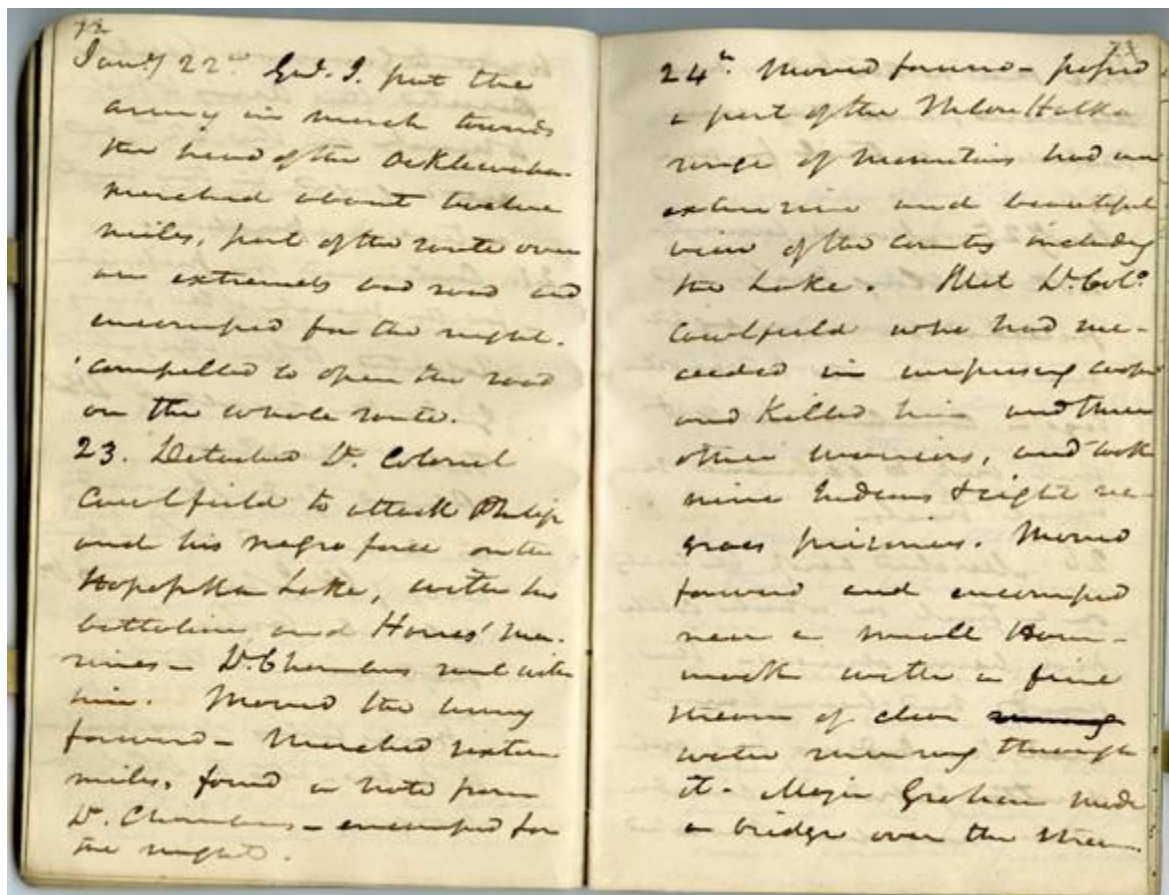 72
Jany 22nd Genl. J. put the
army in march towards
the head of the Ocklewaha-
marched about twelve
miles, part of the route over
an extremely bad road and
encamped for the night.
compelled to open the road
on the whole route.
23. Detached Lt. Colonel
Caulfield to attack Philip
and his negro force on the
Hopopka Lake, with his
battalion and Harris' ma-
rines - Lt. Chambers sent with
him. Moved the army
forward - Marched sixteen
miles, found a note from
Lt. Chambers - encamped for
the night.
73
24th. Moved forward - passed
a part of the Thlau Hatka
range of Mountains had an
extensive and beautiful
view of the country including
the Lake. Met Lt. Col.
Caulfield who had suc-
ceeded in surprising
and Killed him and three
other warriors, and took
nine Indians & eight ne-
groes prisoners. Moved
forward and encamped
near a small Ham-
mock with a fine
stream of clear
water running through
it - Major Graham made
a bridge over the stream